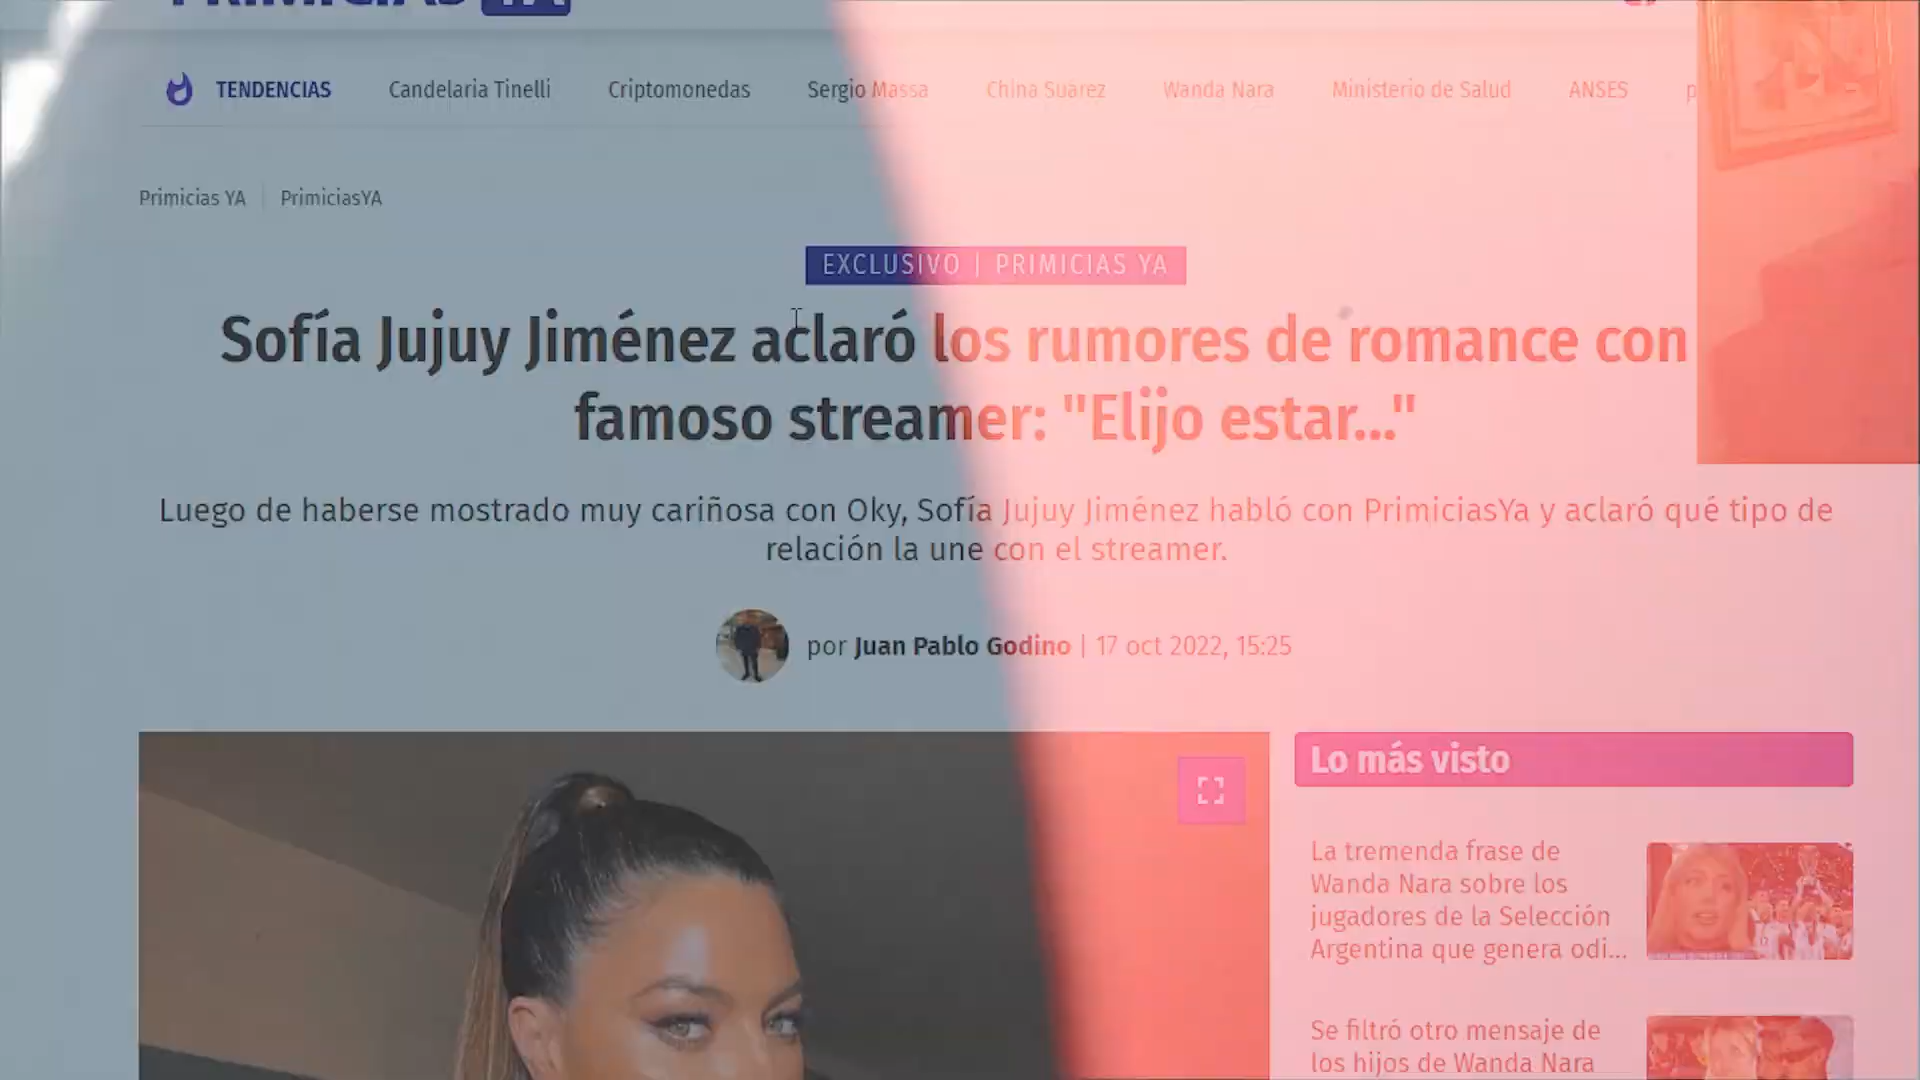 PRIMICIAS YA
TENDENCIAS Candelaria Tinelli Criptomonedas Sergio Massa China Suárez Wanda Nara Ministerio de Salud ANSES
Primicias YA PrimiciasYA
EXCLUSIVO | PRIMICIAS YA
Sofía Jujuy Jiménez aclaró los rumores de romance con
famoso streamer: "Elijo estar..."
Luego de haberse mostrado muy cariñosa con Oky, Sofía Jujuy Jiménez habló con PrimiciasYa y aclaró qué tipo de
relación la une con el streamer.
por Juan Pablo Godino | 17 oct 2022, 15:25
Lo más visto
La tremenda frase de
Wanda Nara sobre los
jugadores de la Selección
Argentina que genera odi...
Se filtró otro mensaje de
los hijos de Wanda Nara